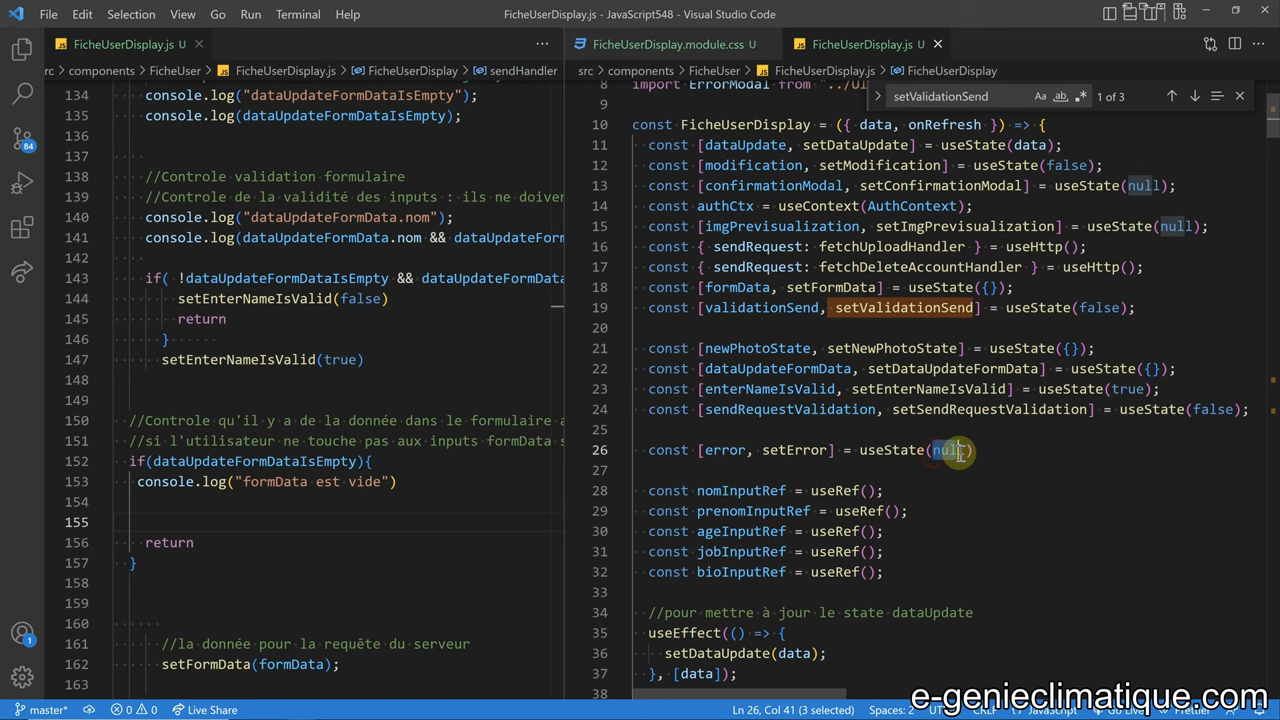 File Edit Selection View Go Run Terminal Help FicheUserDisplay.js - JavaScript548 - Visual Studio Code
FicheUserDisplay.js U
rc > components > FicheUser > FicheUserDisplay.js > FicheUserDisplay > sendHandler
134 console.log("dataUpdateFormDataIsEmpty");
135 console.log(dataUpdateFormDataIsEmpty);
136
137
138 //Controle validation formulaire
139 //Controle de la validité des inputs : ils ne doiven
140 console.log("dataUpdateFormData.nom");
141 console.log(dataUpdateFormData.nom && dataUpdateForm
142
143 if( !dataUpdateFormDataIsEmpty && dataUpdateFormData
144 setEnterNameIsValid(false)
145 return
146 }
147 setEnterNameIsValid(true)
148
149
150 //Controle qu'il y a de la donnée dans le formulaire a
151 //si l'utilisateur ne touche pas aux inputs formData s
152 if(dataUpdateFormDataIsEmpty){
153 console.log("formData est vide")
154
155
156 return
157 }
158
159
160
161 //la donnée pour la requête du serveur
162 setFormData(formData);
163
FicheUserDisplay.module.css U FicheUserDisplay.js U
src > components > FicheUser > FicheUserDisplay.js > FicheUserDisplay
setValidationSend Aa ab .* 1 of 3
8 import ErrorModal from "../UI
9
10 const FicheUserDisplay = ({ data, onRefresh }) => {
11 const [dataUpdate, setDataUpdate] = useState(data);
12 const [modification, setModification] = useState(false);
13 const [confirmationModal, setConfirmationModal] = useState(null);
14 const authCtx = useContext(AuthContext);
15 const [imgPrevisualization, setImgPrevisualization] = useState(null);
16 const { sendRequest: fetchUploadHandler } = useHttp();
17 const { sendRequest: fetchDeleteAccountHandler } = useHttp();
18 const [formData, setFormData] = useState({});
19 const [validationSend, setValidationSend] = useState(false);
20
21 const [newPhotoState, setNewPhotoState] = useState({});
22 const [dataUpdateFormData, setDataUpdateFormData] = useState({});
23 const [enterNameIsValid, setEnterNameIsValid] = useState(true);
24 const [sendRequestValidation, setSendRequestValidation] = useState(false);
25
26 const [error, setError] = useState(null)
27
28 const nomInputRef = useRef();
29 const prenomInputRef = useRef();
30 const ageInputRef = useRef();
31 const jobInputRef = useRef();
32 const bioInputRef = useRef();
33
34 //pour mettre à jour le state dataUpdate
35 useEffect(() => {
36 setDataUpdate(data);
37 }, [data]);
38
84
1
master* 0 0 Live Share Ln 26, Col 41 (3 selected) Spaces: 2
e-genieclimatique.com